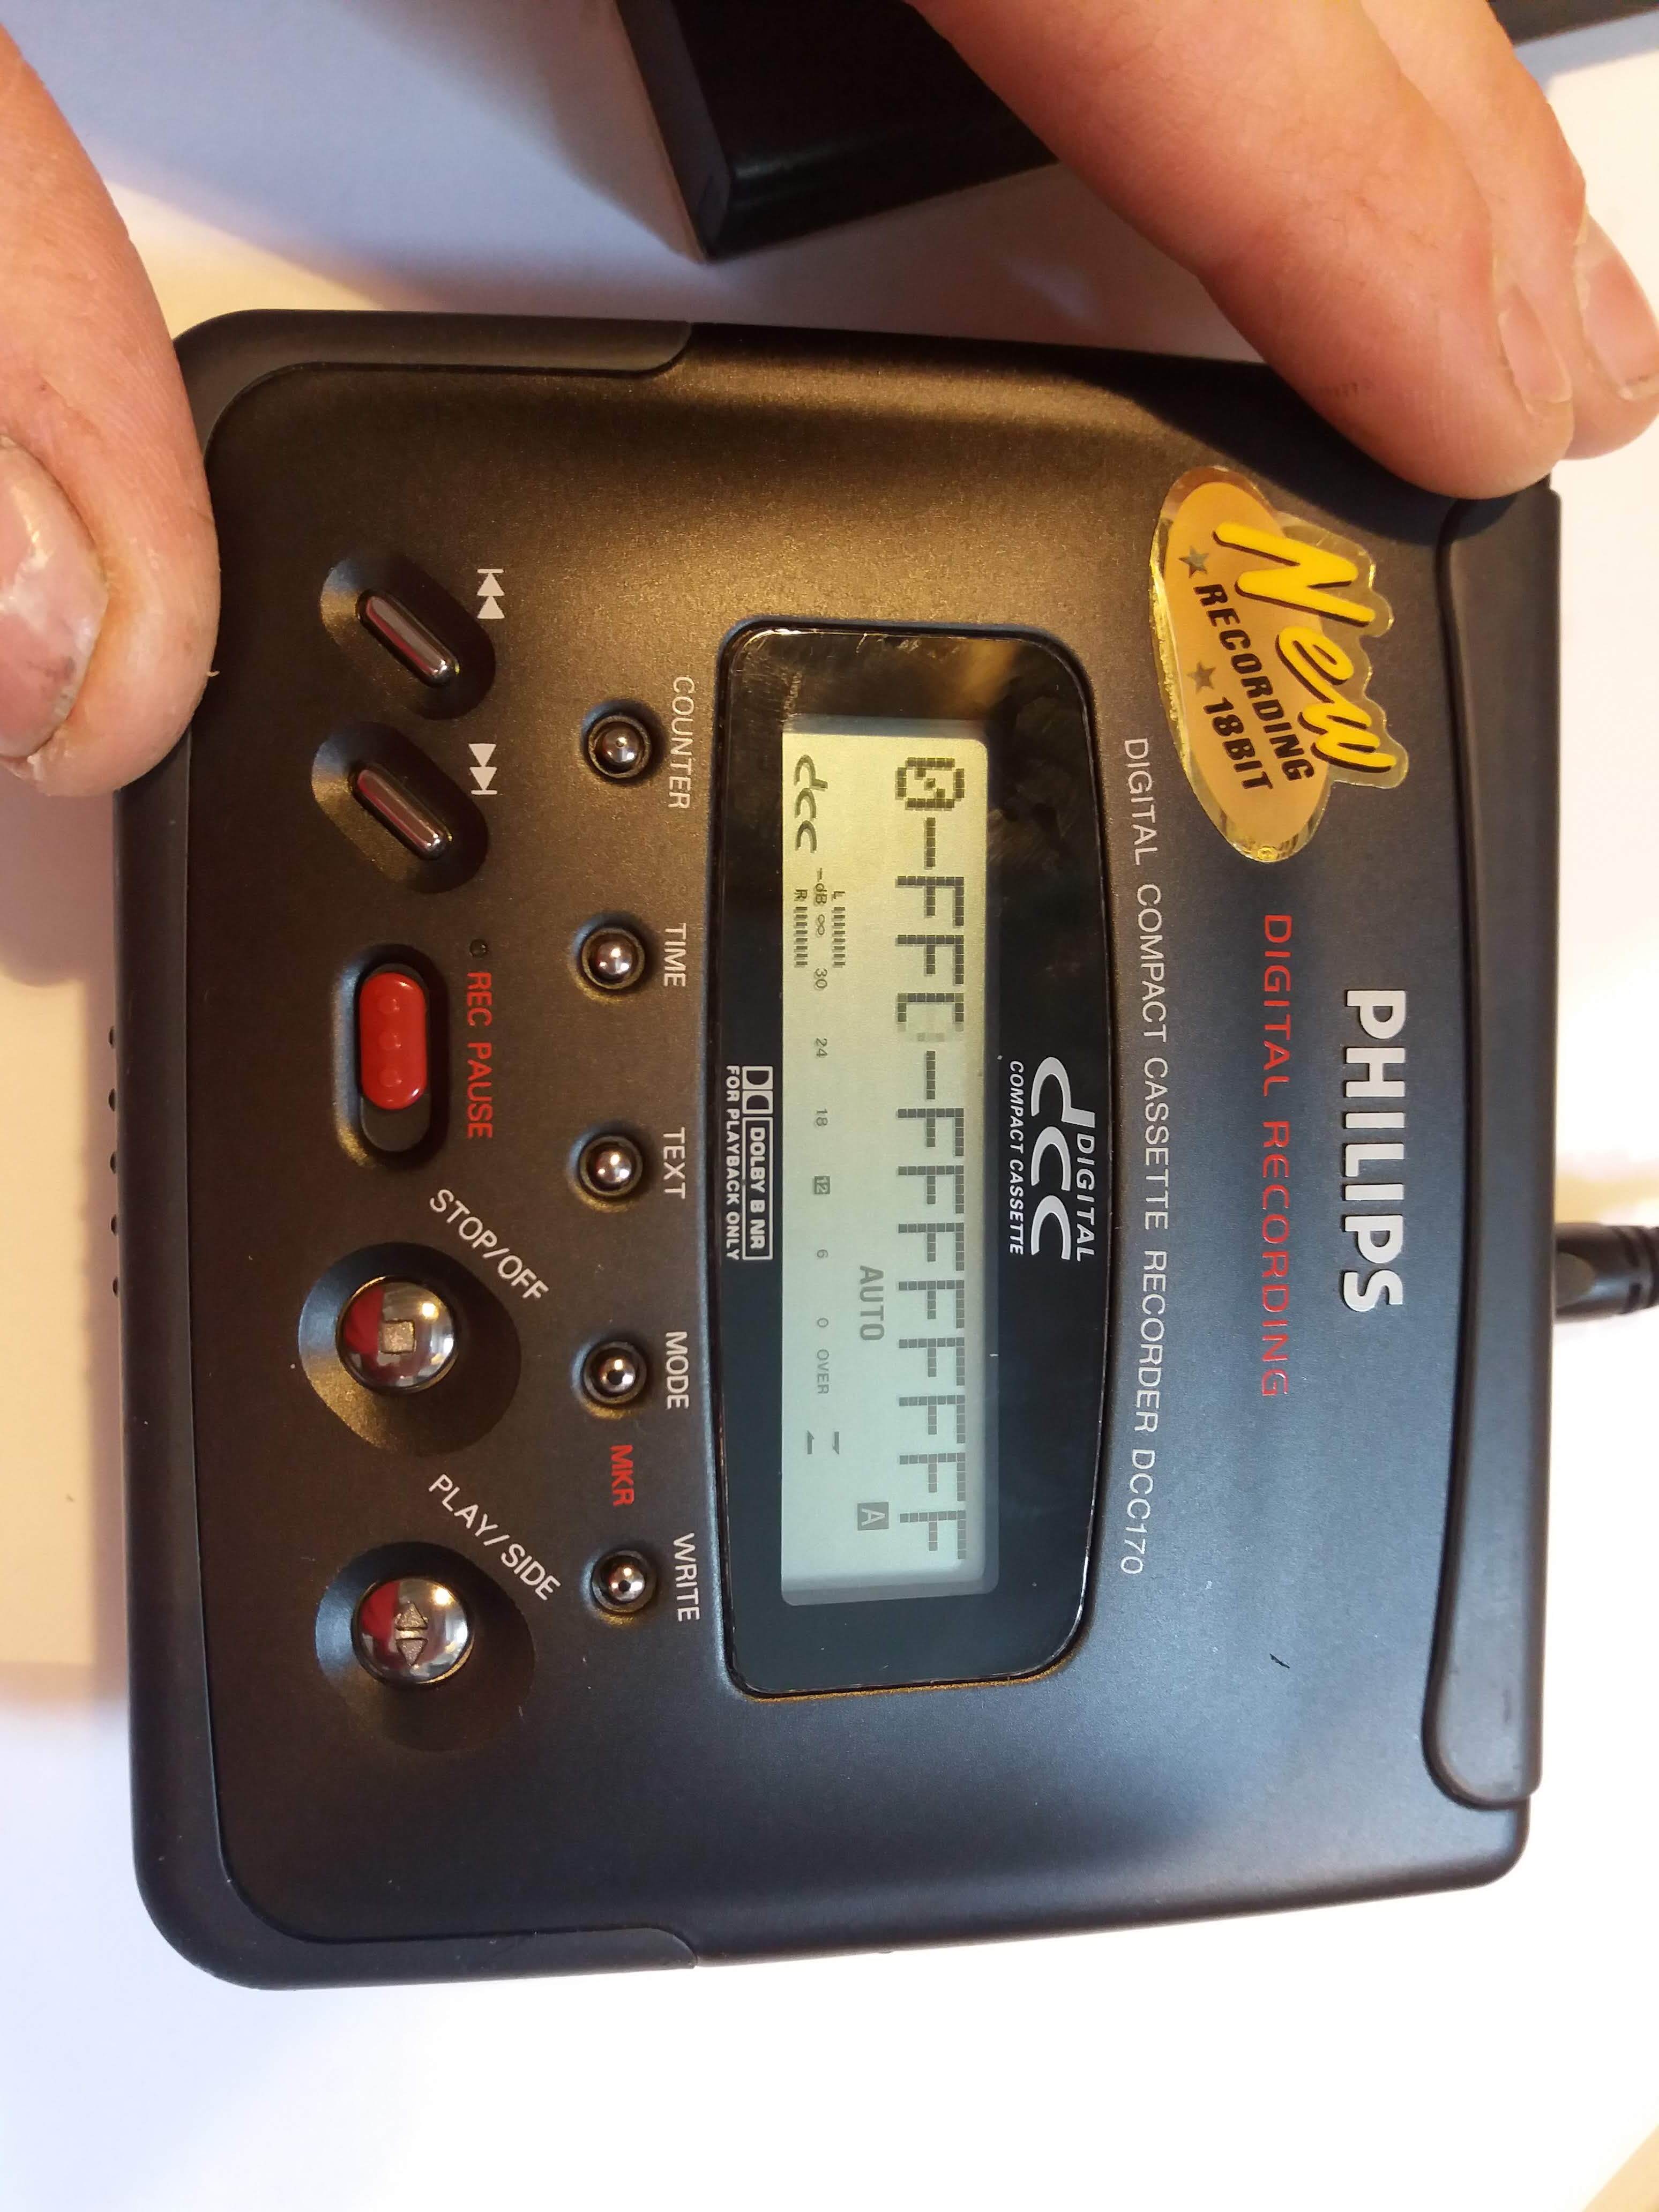 PHILIPS
New
RECORDING
18BIT
DIGITAL RECORDING
DIGITAL COMPACT CASSETTE RECORDER DCC170
DIGITAL
dcc
COMPACT CASSETTE
0-FFC-FFFFFFFF
AUTO A
dcc
L
-dB ∞ 30 24 18 12 6 0 OVER
R
DOLBY B NR
FOR PLAYBACK ONLY
COUNTER TIME TEXT MODE MKR WRITE
REC PAUSE
STOP/OFF
PLAY/SIDE